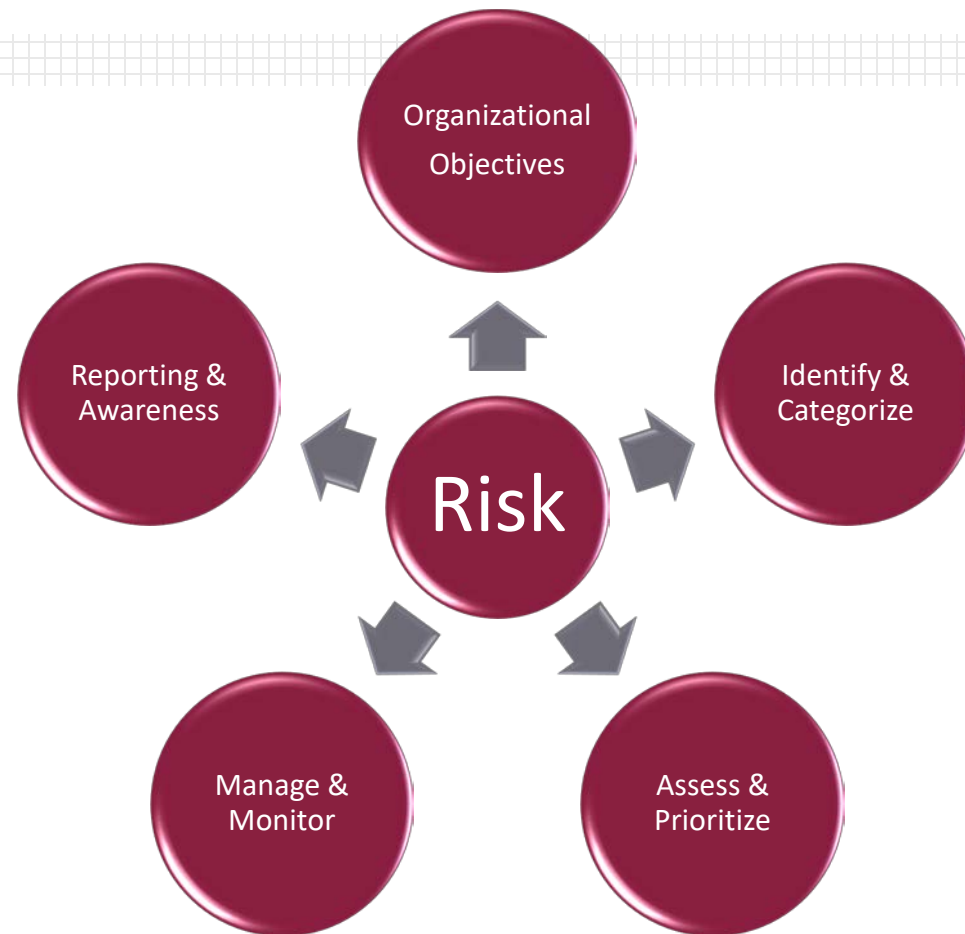 Organizational
Objectives
Reporting &
Awareness
Identify &
Categorize
Risk
Manage &
Monitor
Assess &
Prioritize